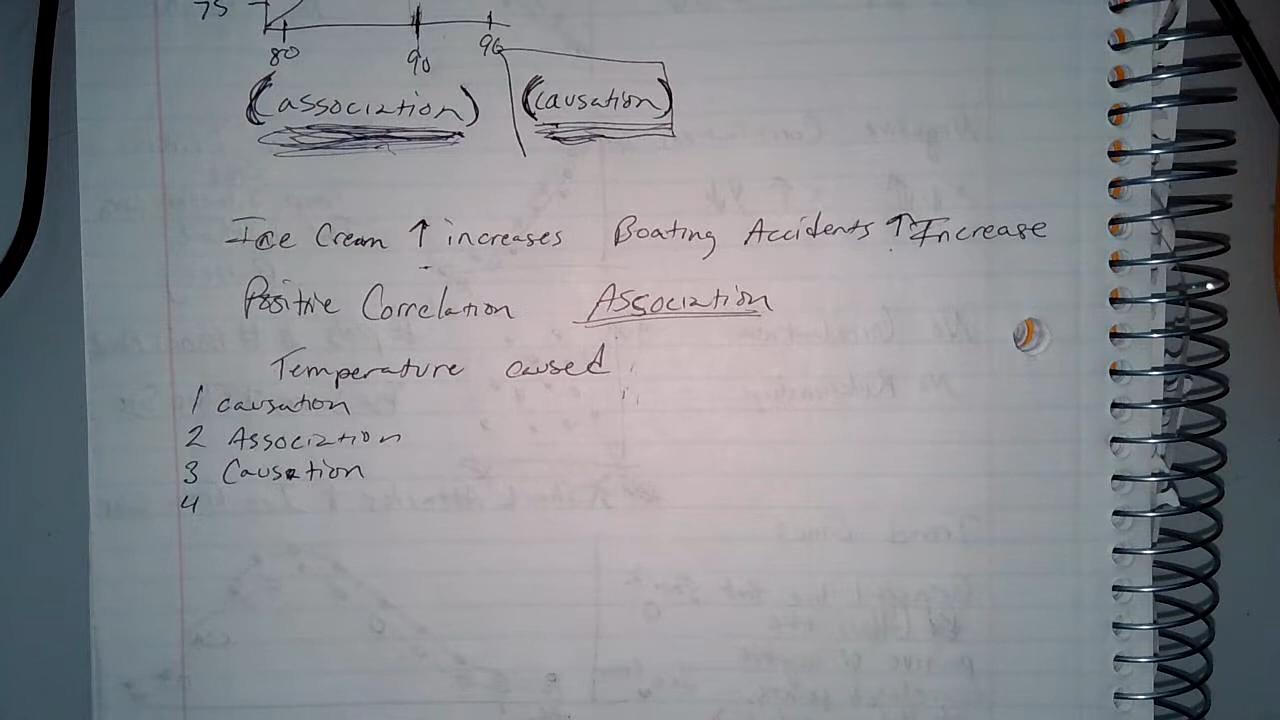 75
80 90 96
(association) (causation)
Ice Cream ↑ increases Boating Accidents ↑ Increase
Positive Correlation Association
Temperature caused
1 causation
2 Association
3 Causation
4